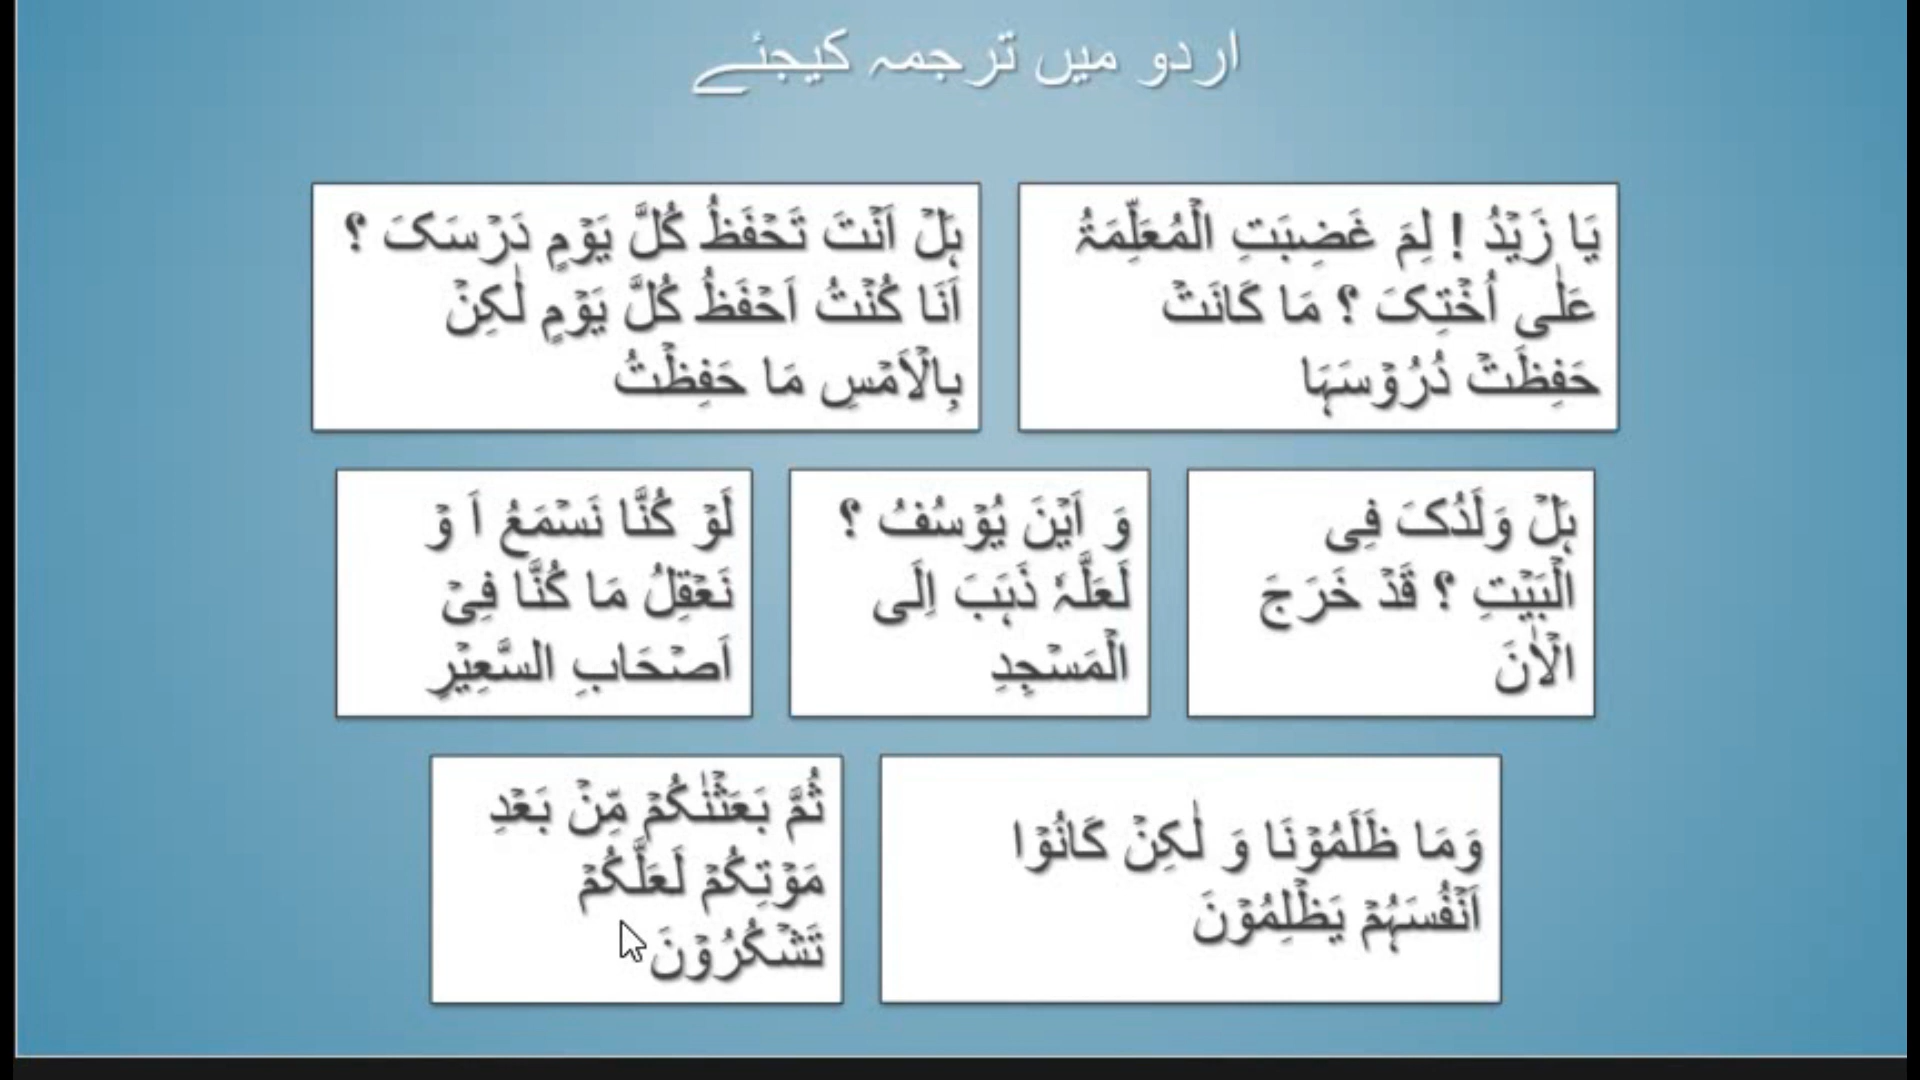 اردو میں ترجمہ کیجئے
یَا زَیْدُ ! لِمَ غَضِبَتِ الْمُعَلِّمَۃُ
عَلٰی اُخْتِکَ ؟ مَا کَانَتْ
حَفِظَتْ دُرُوْسَہَا
ہَلْ اَنْتَ تَحْفَظُ کُلَّ یَوْمٍ دَرْسَکَ ؟
اَنَا کُنْتُ اَحْفَظُ کُلَّ یَوْمٍ لٰکِنْ
بِالْاَمْسِ مَا حَفِظْتُ
ہَلْ وَلَدُکَ فِی
الْبَیْتِ ؟ قَدْ خَرَجَ
الْاٰنَ
وَ اَیْنَ یُوْسُفُ ؟
لَعَلَّہٗ ذَہَبَ اِلَی
الْمَسْجِدِ
لَوْ کُنَّا نَسْمَعُ اَ وْ
نَعْقِلُ مَا کُنَّا فِیْ
اَصْحَابِ السَّعِیْرِ
وَمَا ظَلَمُوْنَا وَ لٰکِنْ کَانُوْا
اَنْفُسَہُمْ یَظْلِمُوْنَ
ثُمَّ بَعَثْنٰکُمْ مِّنْ بَعْدِ
مَوْتِکُمْ لَعَلَّکُمْ
تَشْکُرُوْنَ